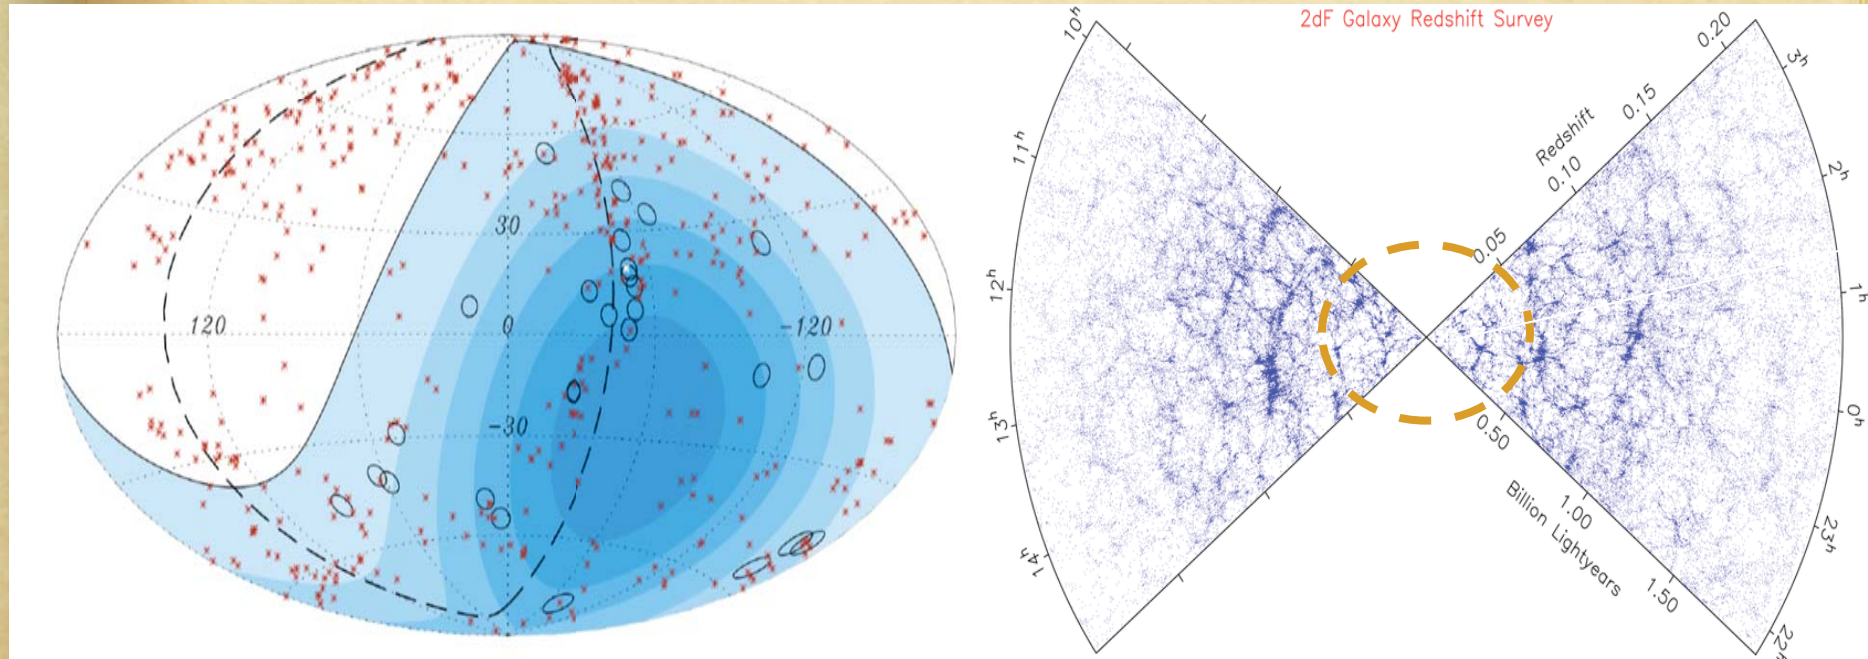 30
120
0
-120
-30
2dF Galaxy Redshift Survey
10h
11h
12h
13h
14h
Redshift
0.05
0.10
0.15
0.20
3h
2h
1h
0h
23h
22h
0.50
1.00
1.50
Billion Lightyears